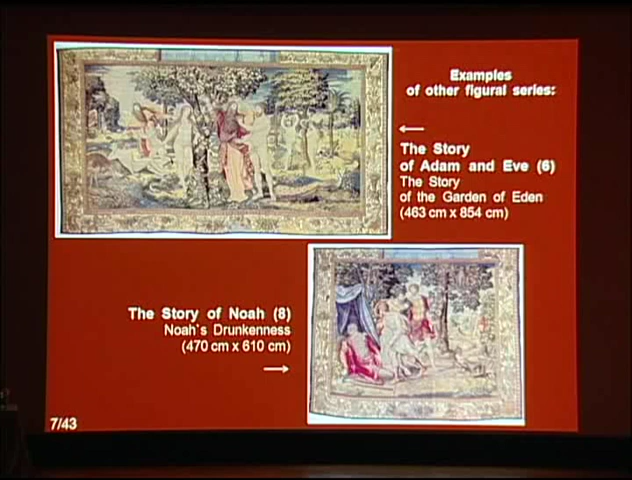 Examples
of other figural series:
The Story
of Adam and Eve (6)
The Story
of the Garden of Eden
(463 cm x 854 cm)
The Story of Noah (8)
Noah's Drunkenness
(470 cm x 610 cm)
7/43